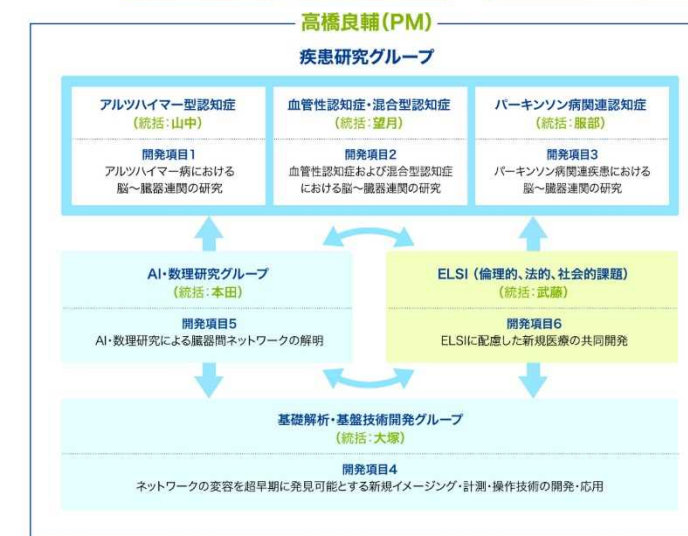 高橋良輔(PM)
疾患研究グループ
アルツハイマー型認知症
(統括:山中)
開発項目1
アルツハイマー病における
脳〜臓器連関の研究
血管性認知症・混合型認知症
(統括:望月)
開発項目2
血管性認知症および混合型認知症
における脳〜臓器連関の研究
パーキンソン病関連認知症
(統括:服部)
開発項目3
パーキンソン病関連疾患における
脳〜臓器連関の研究
AI・数理研究グループ
(統括:本田)
開発項目5
AI・数理研究による臓器間ネットワークの解明
ELSI (倫理的、法的、社会的課題)
(統括:武藤)
開発項目6
ELSIに配慮した新規医療の共同開発
基礎解析・基盤技術開発グループ
(統括:大塚)
開発項目4
ネットワークの変容を超早期に発見可能とする新規イメージング・計測・操作技術の開発・応用